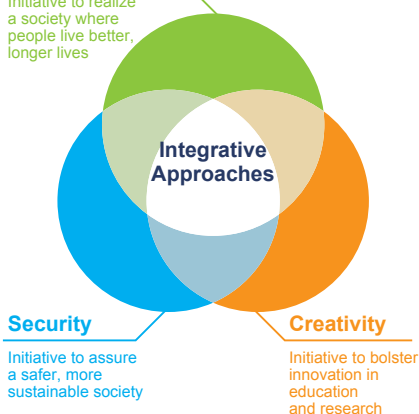 Initiative to realize
a society where
people live better,
longer lives
Integrative
Approaches
Security
Initiative to assure
a safer, more
sustainable society
Creativity
Initiative to bolster
innovation in
education
and research